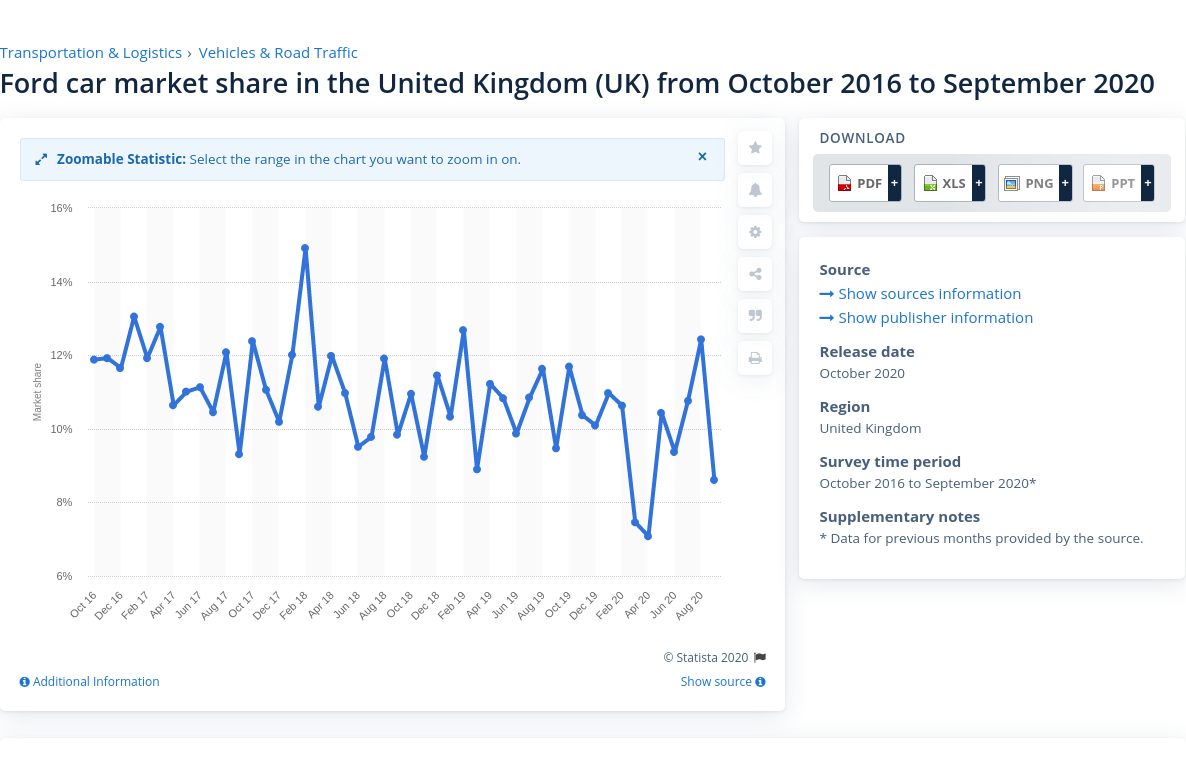 Transportation & Logistics › Vehicles & Road Traffic
Ford car market share in the United Kingdom (UK) from October 2016 to September 2020
Zoomable Statistic: Select the range in the chart you want to zoom in on. ×
16%
14%
12%
10%
8%
6%
Market share
Oct 16
Dec 16
Feb 17
Apr 17
Jun 17
Aug 17
Oct 17
Dec 17
Feb 18
Apr 18
Jun 18
Aug 18
Oct 18
Dec 18
Feb 19
Apr 19
Jun 19
Aug 19
Oct 19
Dec 19
Feb 20
Apr 20
Jun 20
Aug 20
© Statista 2020
Additional Information
Show source
DOWNLOAD
PDF + XLS + PNG + PPT +
Source
Show sources information
Show publisher information
Release date
October 2020
Region
United Kingdom
Survey time period
October 2016 to September 2020*
Supplementary notes
* Data for previous months provided by the source.